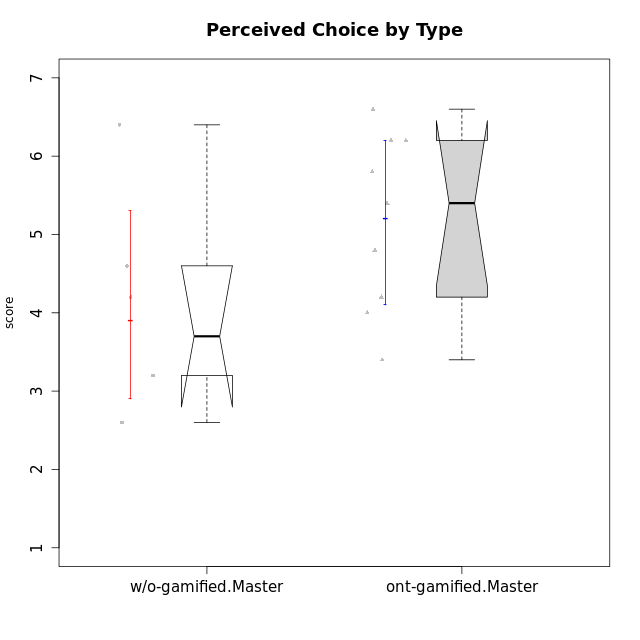 Perceived Choice by Type
7
6
5
4
3
2
1
score
w/o-gamified.Master
ont-gamified.Master